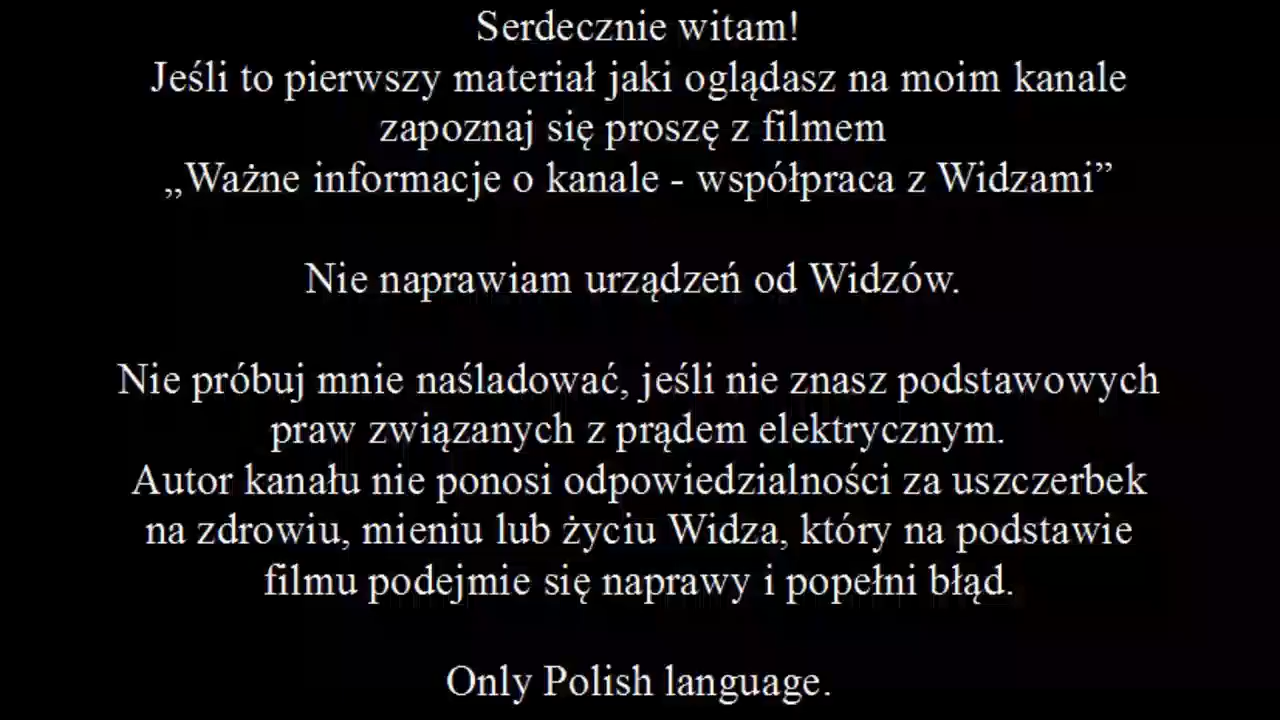 Serdecznie witam!
Jeśli to pierwszy materiał jaki oglądasz na moim kanale
zapoznaj się proszę z filmem
„Ważne informacje o kanale - współpraca z Widzami”
Nie naprawiam urządzeń od Widzów.
Nie próbuj mnie naśladować, jeśli nie znasz podstawowych
praw związanych z prądem elektrycznym.
Autor kanału nie ponosi odpowiedzialności za uszczerbek
na zdrowiu, mieniu lub życiu Widza, który na podstawie
filmu podejmie się naprawy i popełni błąd.
Only Polish language.